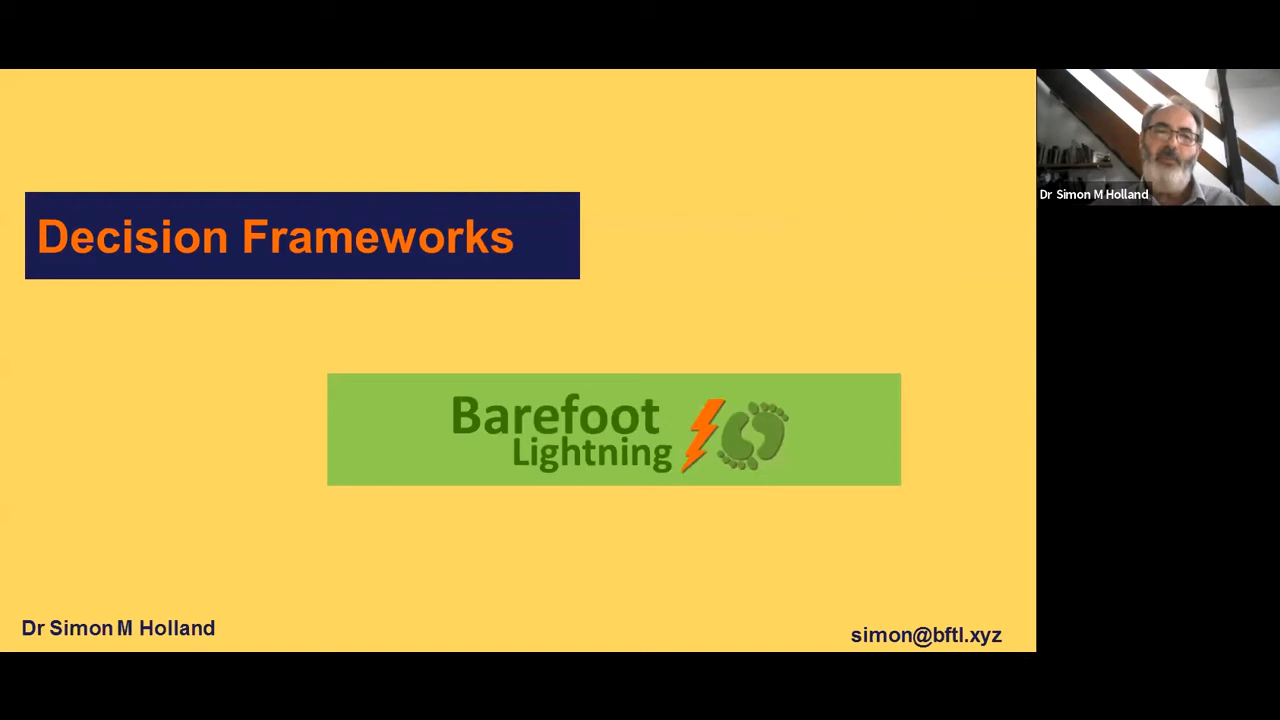 Decision Frameworks
Dr Simon M Holland
Barefoot
Lightning
Dr Simon M Holland
simon@bftl.xyz